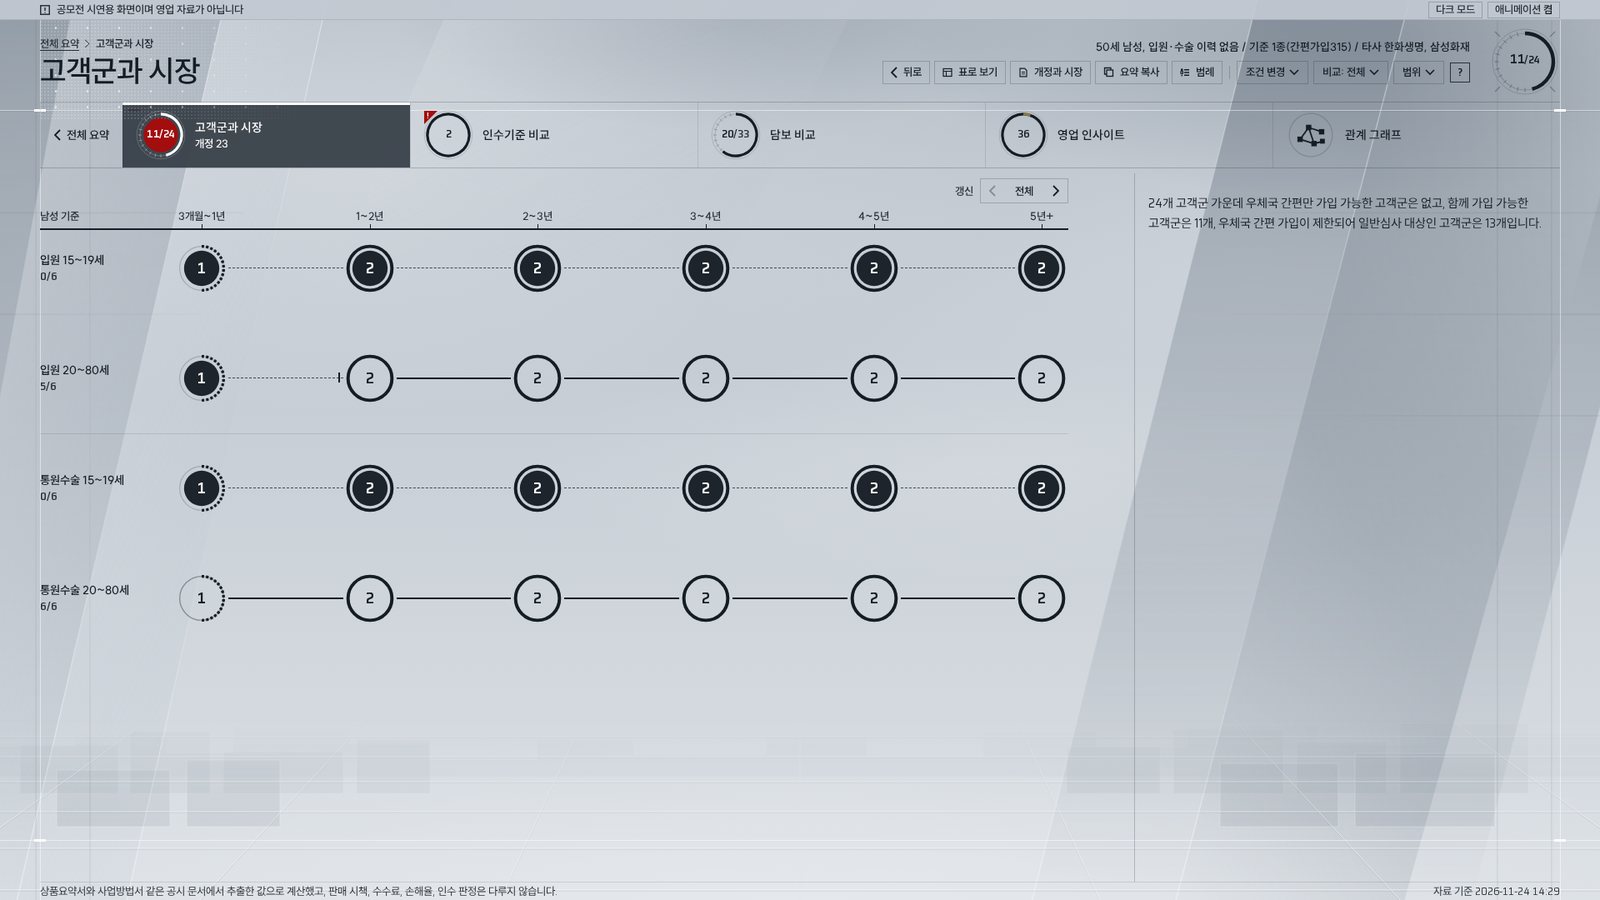 공모전 시연용 화면이며 영업 자료가 아닙니다
다크 모드
애니메이션 켬
전체 요약 > 고객군과 시장
고객군과 시장
50세 남성, 입원·수술 이력 없음 / 기준 1종(간편가입315) / 타사 한화생명, 삼성화재
뒤로
표로 보기
개정과 시장
요약 복사
범례
조건 변경
비교: 전체
범위
?
11/24
전체 요약
11/24
고객군과 시장
개정 23
2
인수기준 비교
20/33
담보 비교
36
영업 인사이트
관계 그래프
갱신
전체
남성 기준
3개월~1년
1~2년
2~3년
3~4년
4~5년
5년+
입원 15~19세
0/6
1 2 2 2 2 2
입원 20~80세
5/6
1 2 2 2 2 2
통원수술 15~19세
0/6
1 2 2 2 2 2
통원수술 20~80세
6/6
1 2 2 2 2 2
24개 고객군 가운데 우체국 간편만 가입 가능한 고객군은 없고, 함께 가입 가능한
고객군은 11개, 우체국 간편 가입이 제한되어 일반심사 대상인 고객군은 13개입니다.
상품요약서와 사업방법서 같은 공시 문서에서 추출한 값으로 계산했고, 판매 시책, 수수료, 손해율, 인수 판정은 다루지 않습니다.
자료 기준 2026-11-24 14:29